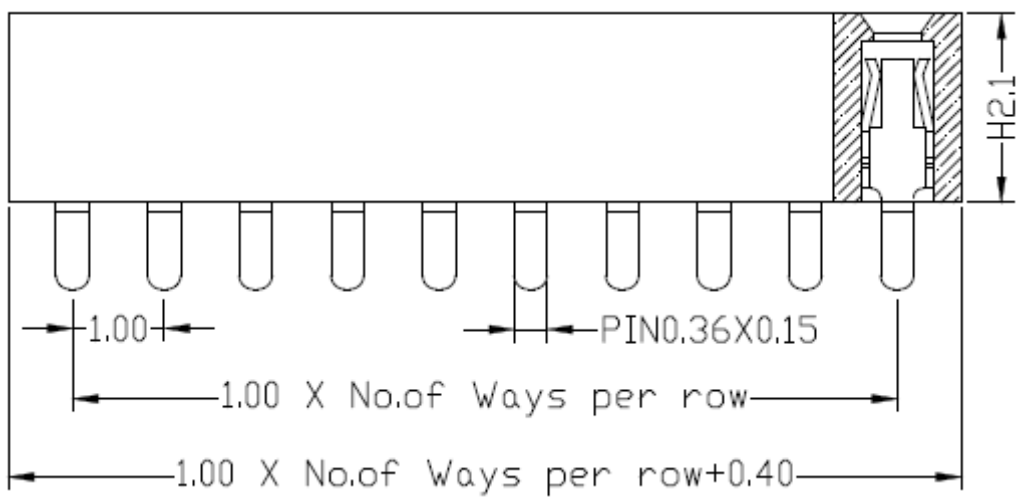 H2.1
1.00
PIN0.36X0.15
1.00 X No.of Ways per row
1.00 X No.of Ways per row+0.40